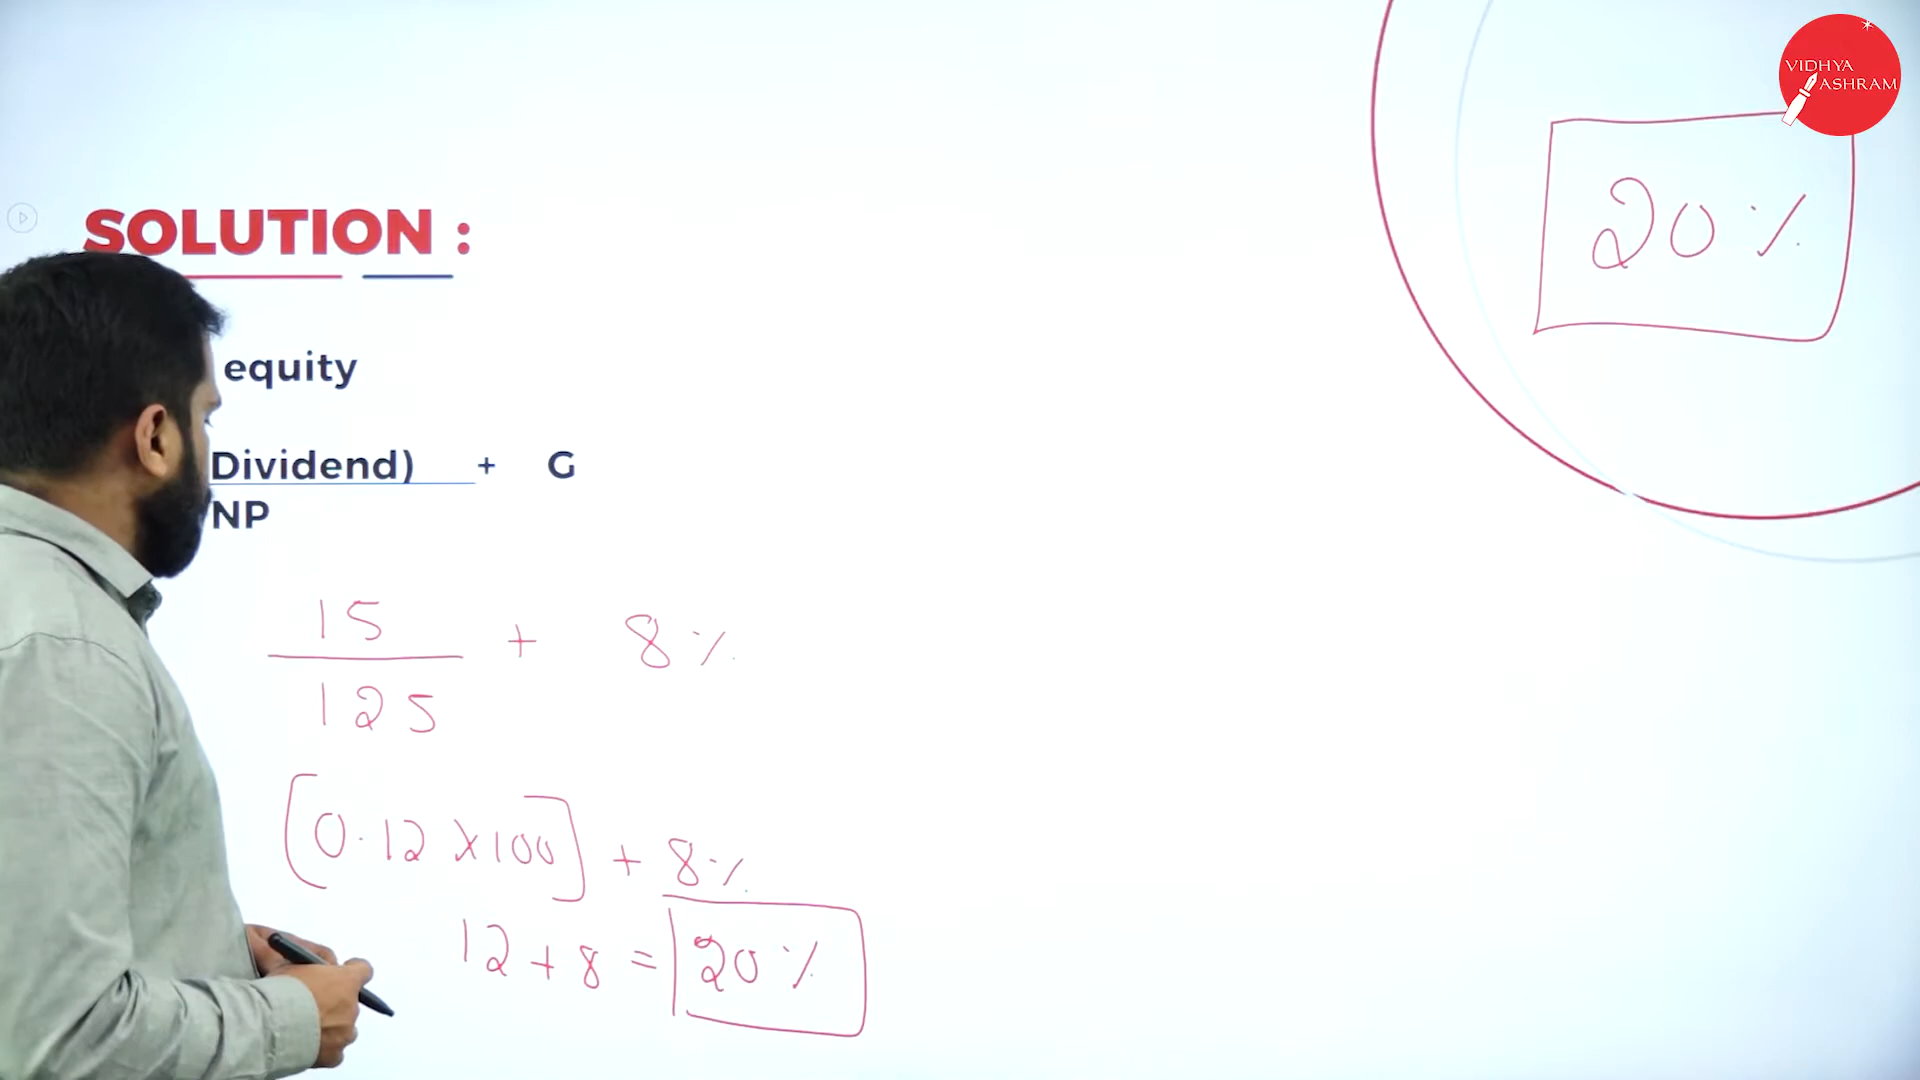 VIDHYA
ASHRAM
20%
SOLUTION :
equity
Dividend) + G
NP
15 + 8%
125
[0.12 x 100] + 8%
12 + 8 = 20%